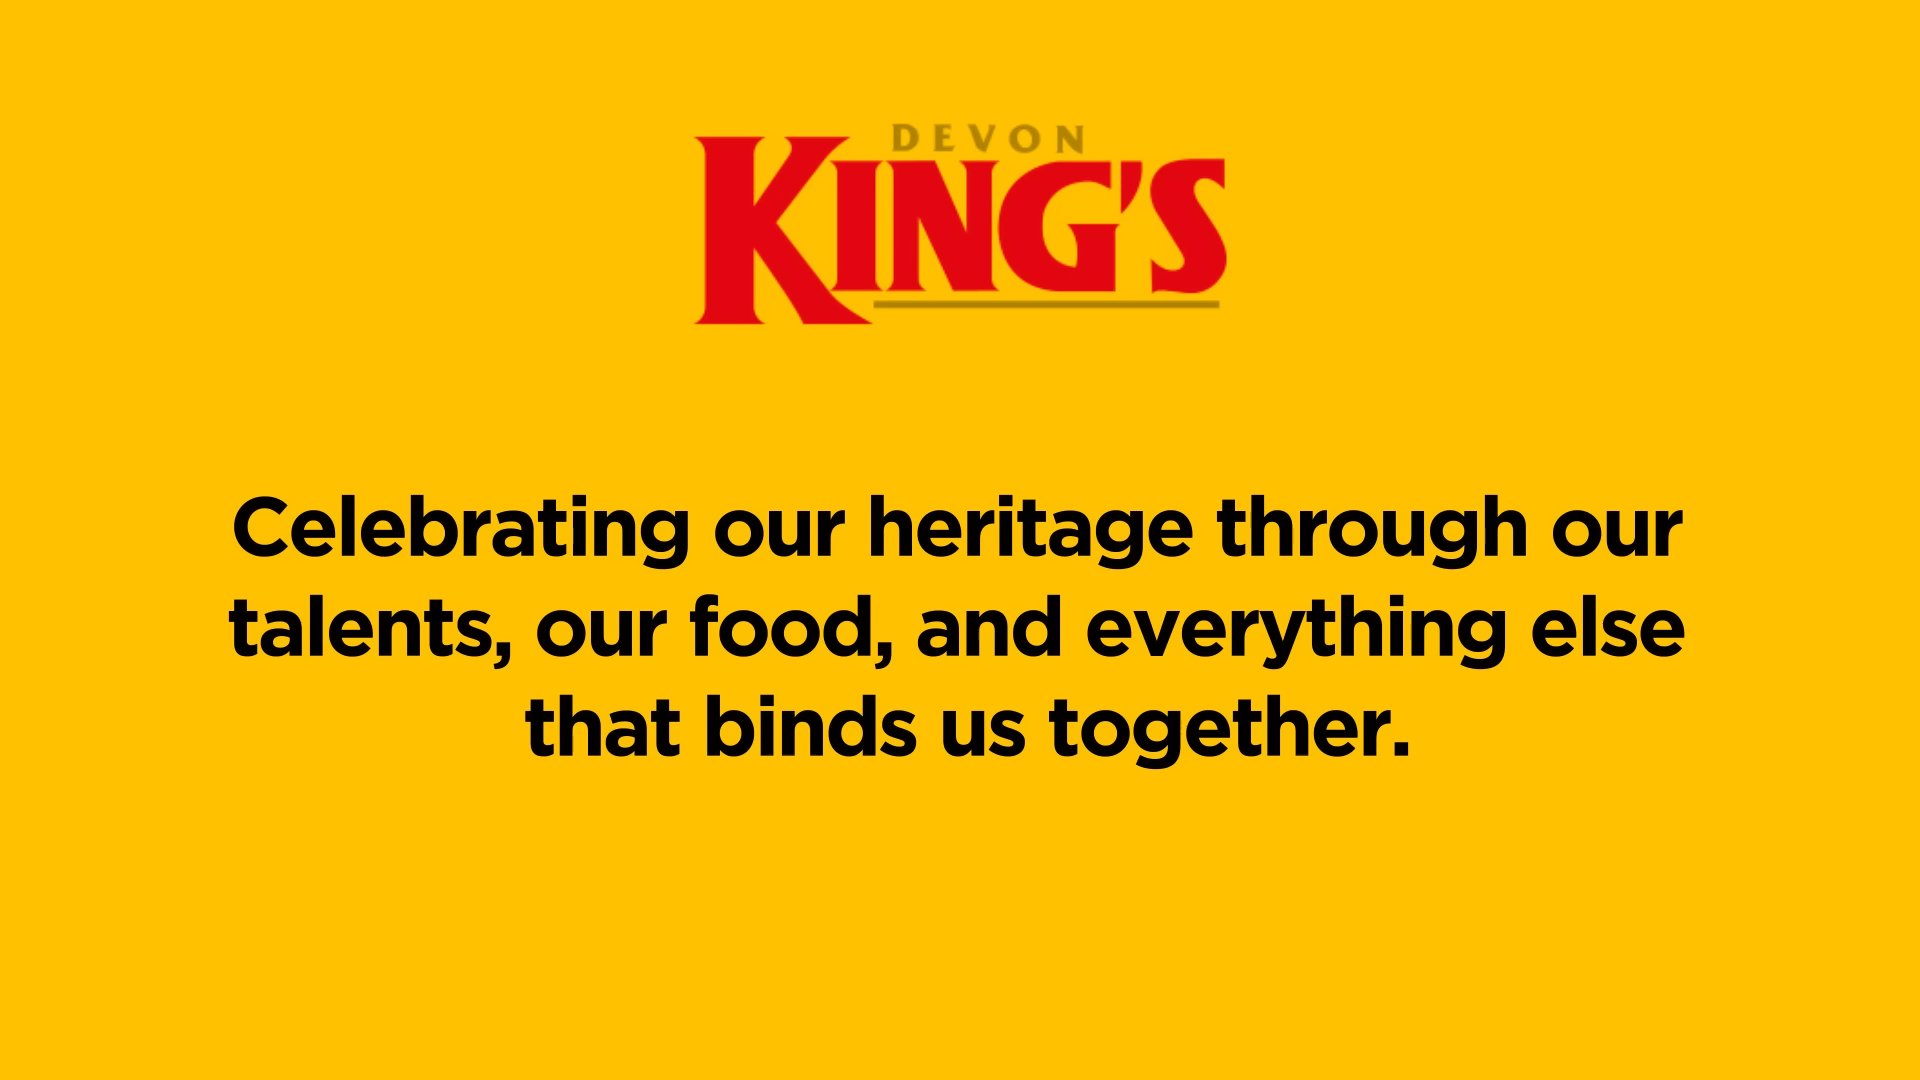 DEVON
KING'S
Celebrating our heritage through our
talents, our food, and everything else
that binds us together.